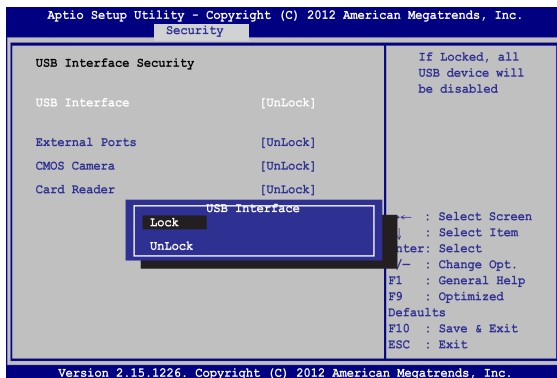 Aptio Setup Utility - Copyright (C) 2012 American Megatrends, Inc.
Security
USB Interface Security
USB Interface [UnLock]
External Ports [UnLock]
CMOS Camera [UnLock]
Card Reader [UnLock]
USB Interface
Lock
UnLock
If Locked, all
USB device will
be disabled
← : Select Screen
↓ : Select Item
nter: Select
/— : Change Opt.
F1 : General Help
F9 : Optimized
Defaults
F10 : Save & Exit
ESC : Exit
Version 2.15.1226. Copyright (C) 2012 American Megatrends, Inc.